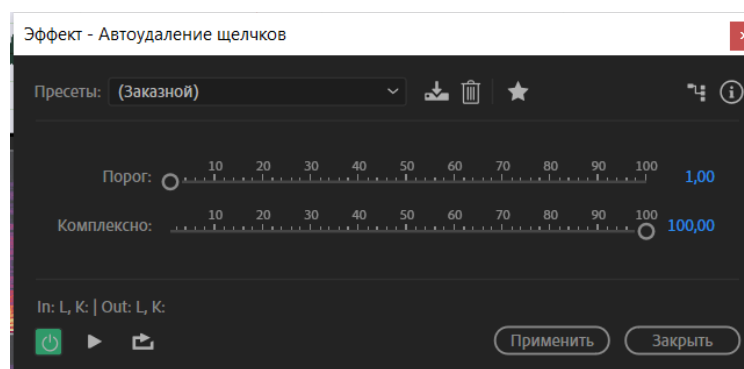 Эффект - Автоудаление щелчков
Пресеты: (Заказной)
10 20 30 40 50 60 70 80 90 100
Порог: 1,00
10 20 30 40 50 60 70 80 90 100
Комплексно: 100,00
In: L, К: | Out: L, К:
Применить Закрыть